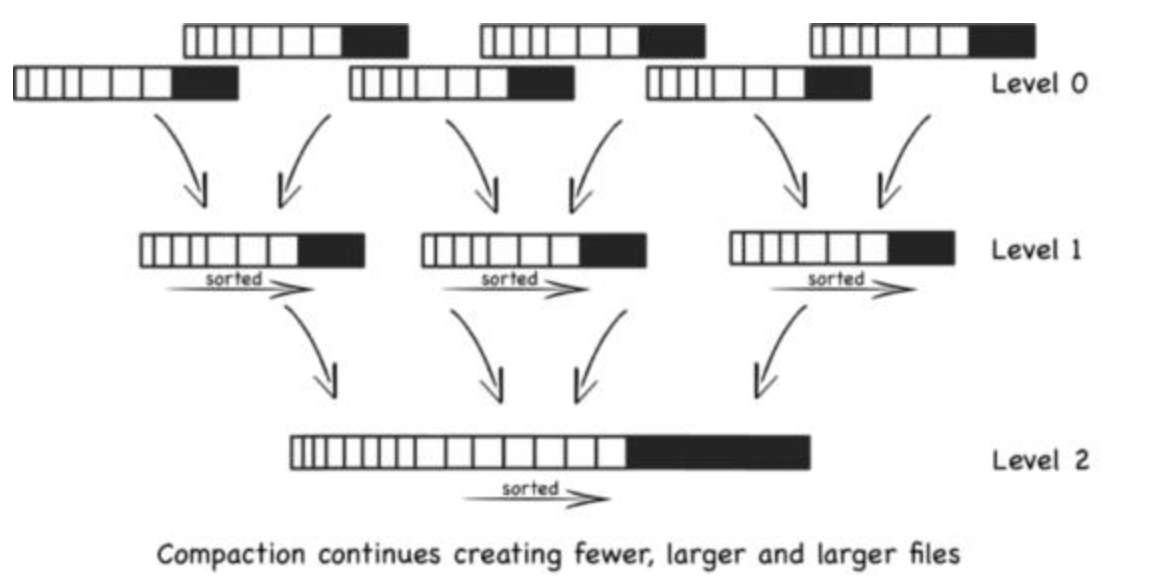 Level 0
Level 1
sorted
sorted
sorted
Level 2
sorted
Compaction continues creating fewer, larger and larger files